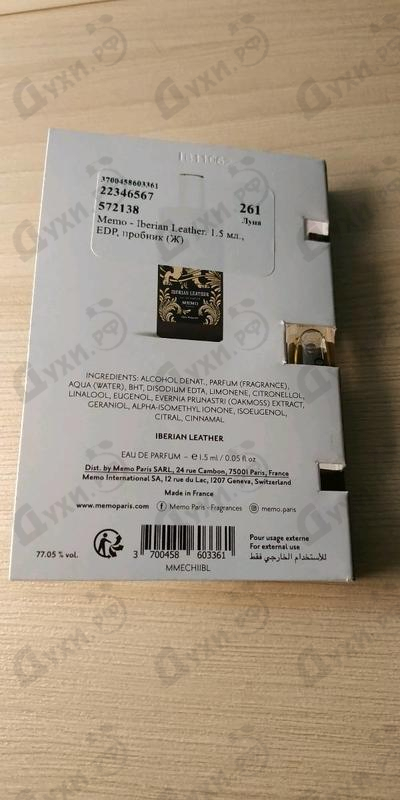 3700458603361
22346567
572138 261
Луна
Memo - Iberian Leather. 1.5 мл.,
EDP, пробник (Ж)
IBERIAN LEATHER
MEMO
INGREDIENTS: ALCOHOL DENAT., PARFUM (FRAGRANCE),
AQUA (WATER), BHT, DISODIUM EDTA, LIMONENE, CITRONELLOL,
LINALOOL, EUGENOL, EVERNIA PRUNASTRI (OAKMOSS) EXTRACT,
GERANIOL, ALPHA-ISOMETHYL IONONE, ISOEUGENOL,
CITRAL, CINNAMAL
IBERIAN LEATHER
EAU DE PARFUM – ℮ 1.5 ml / 0.05 fl oz
Dist. by Memo Paris SARL, 24 rue Cambon, 75001 Paris, France
Memo International SA, 12 rue du Lac, 1207 Geneva, Switzerland
Made in France
www.memoparis.com Memo Paris - Fragrances memo.paris
77.05 % vol.
3 700458 603361
MMECHIIBL
Pour usage externe
For external use
للاستخدام الخارجي فقط
Духи.рф